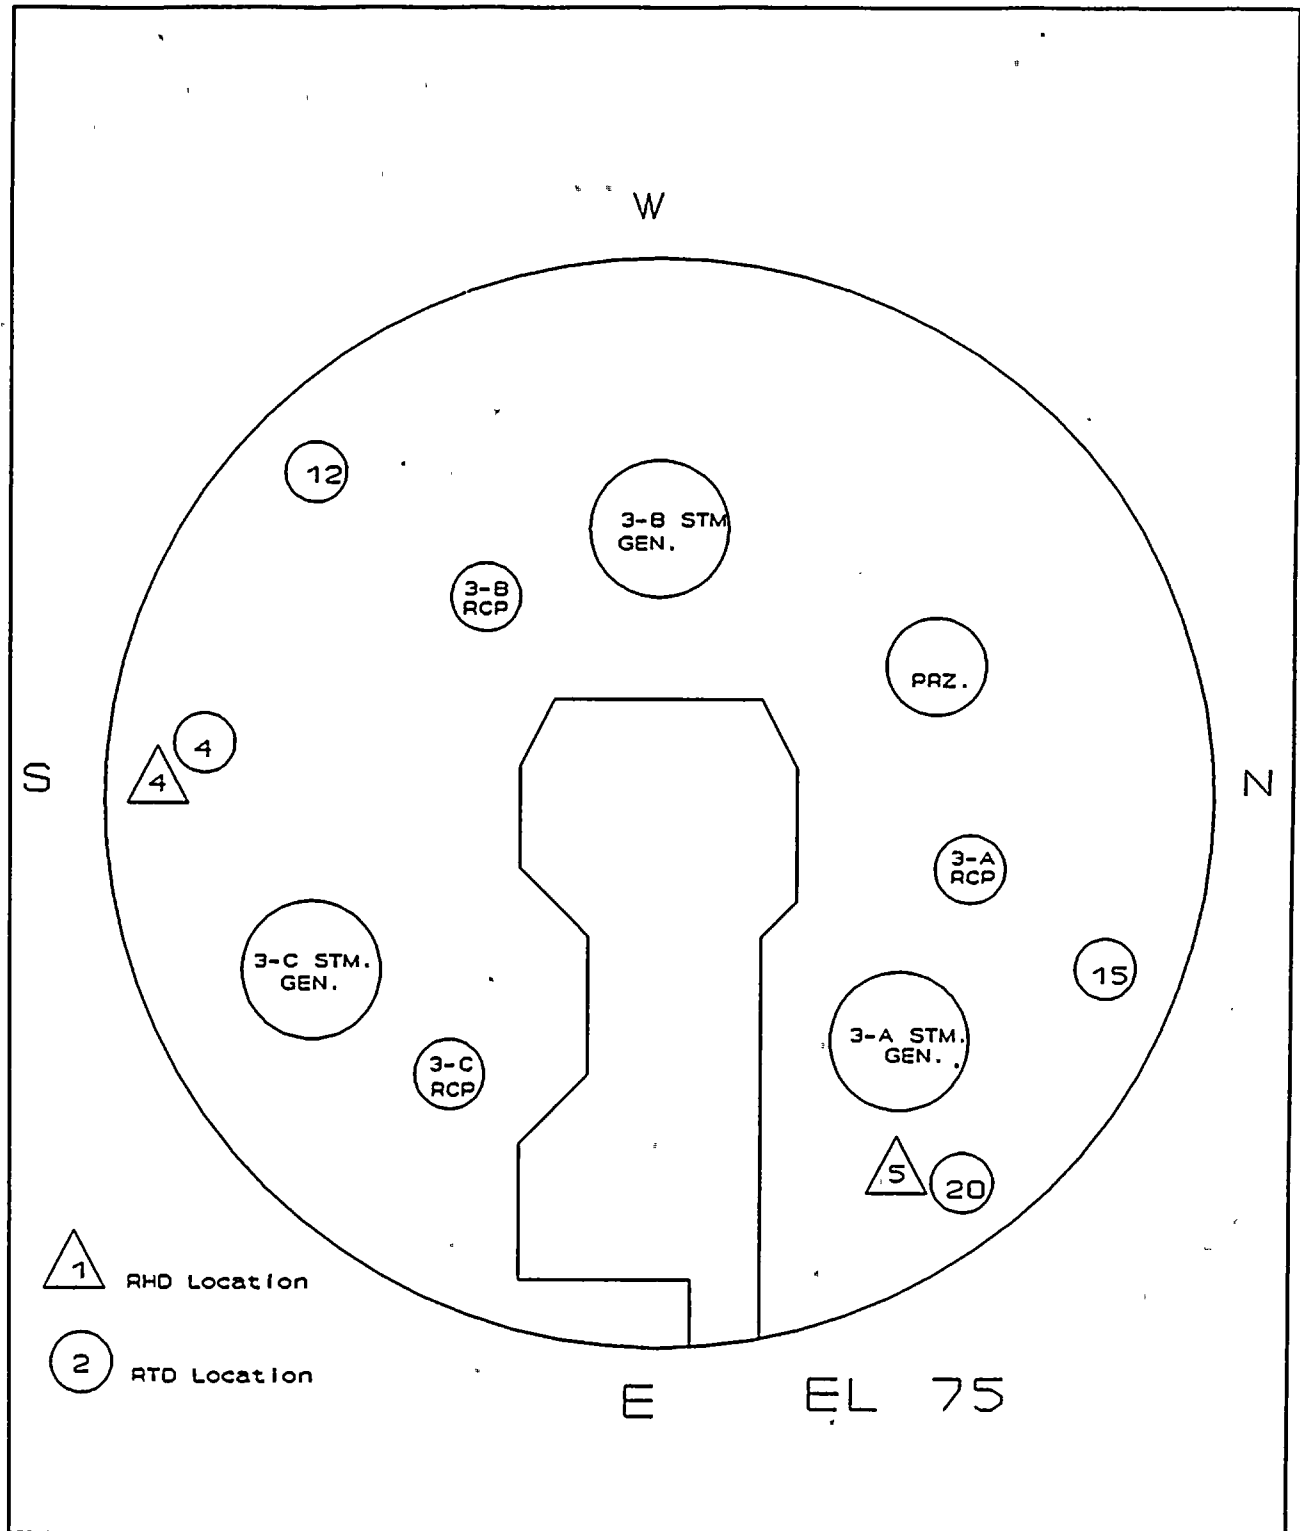 W
12
3-B STM
GEN.
3-B
RCP
PRZ.
4
4
S
N
3-A
RCP
3-C STM.
GEN.
15
3-A STM.
GEN.
3-C
RCP
5
20
1 RHD Location
2 RTD Location
E
EL 75